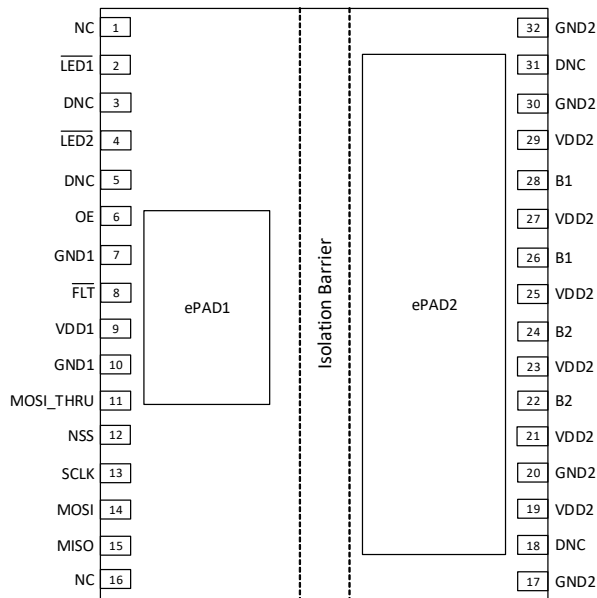 NC 1
LED1 2
DNC 3
LED2 4
DNC 5
OE 6
GND1 7
FLT 8
VDD1 9
GND1 10
MOSI_THRU 11
NSS 12
SCLK 13
MOSI 14
MISO 15
NC 16
ePAD1
Isolation Barrier
ePAD2
32 GND2
31 DNC
30 GND2
29 VDD2
28 B1
27 VDD2
26 B1
25 VDD2
24 B2
23 VDD2
22 B2
21 VDD2
20 GND2
19 VDD2
18 DNC
17 GND2